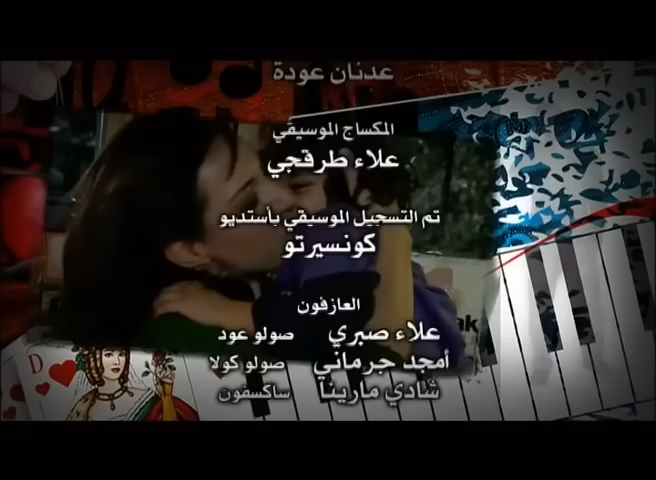 عدنان عودة
المكساج الموسيقي
علاء طرقجي
تم التسجيل الموسيقي بأستديو
كونسيرتو
العازفون
علاء صبري صولو عود
أمجد جرماني صولو كولا
شادي مارينا ساكسفون
D